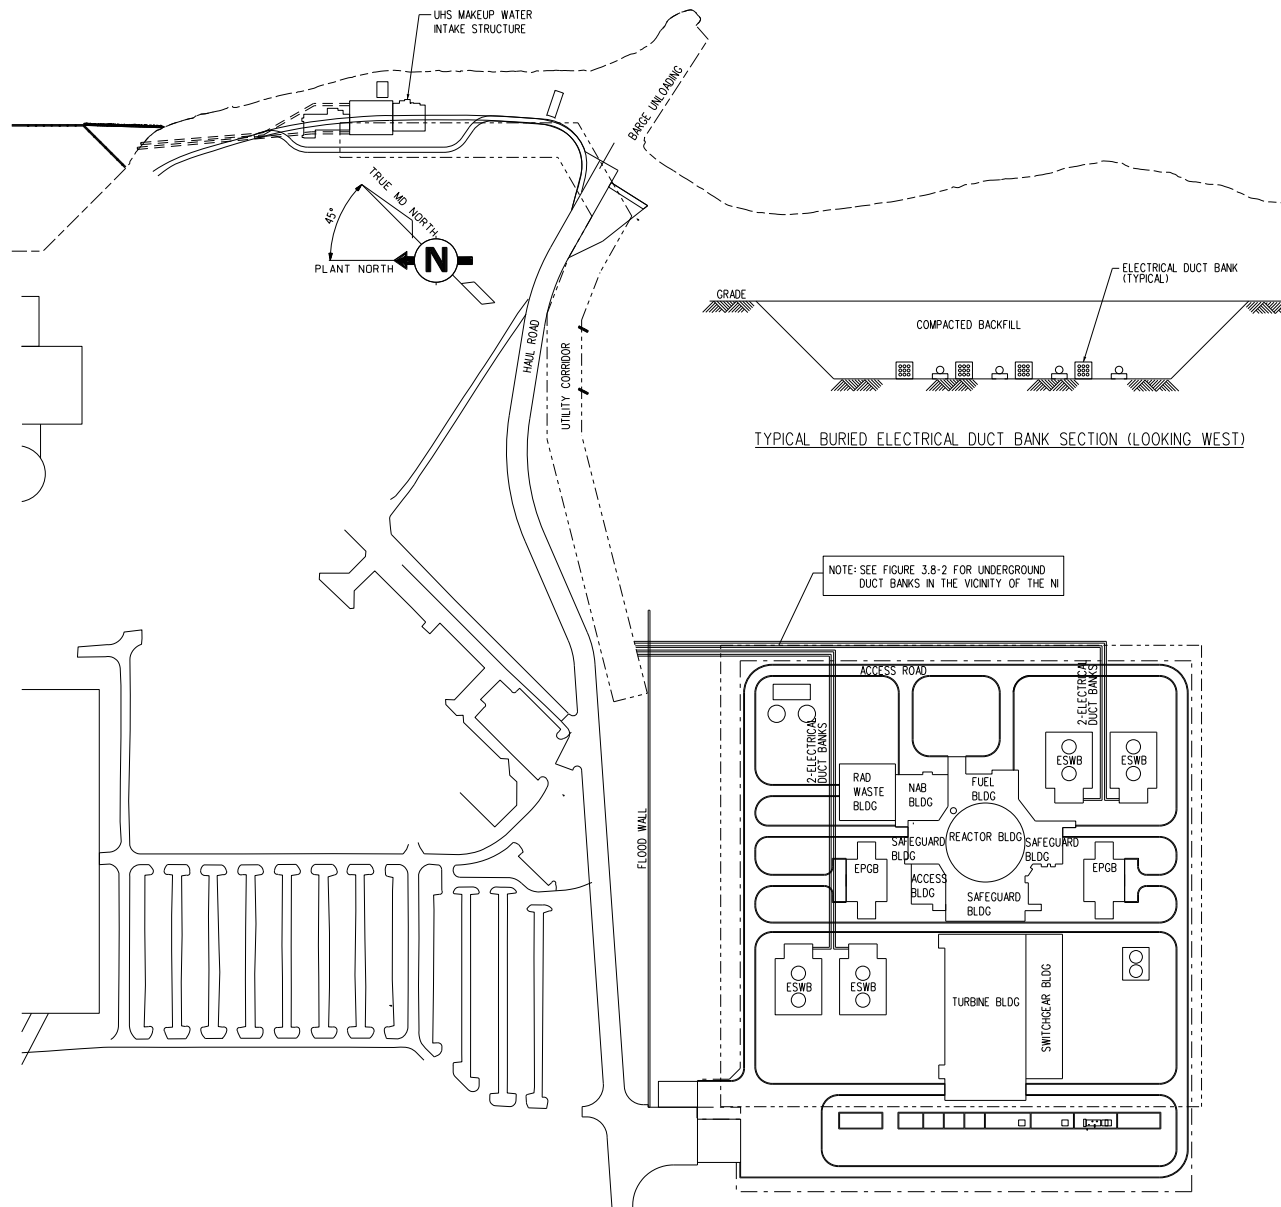 UHS MAKEUP WATER
INTAKE STRUCTURE
BARGE UNLOADING
TRUE MD NORTH
45°
PLANT NORTH
N
ELECTRICAL DUCT BANK
(TYPICAL)
GRADE
COMPACTED BACKFILL
HAUL ROAD
UTILITY CORRIDOR
TYPICAL BURIED ELECTRICAL DUCT BANK SECTION (LOOKING WEST)
NOTE: SEE FIGURE 3.8-2 FOR UNDERGROUND
DUCT BANKS IN THE VICINITY OF THE NI
ACCESS ROAD
2-ELECTRICAL
DUCT BANKS
2-ELECTRICAL
DUCT BANKS
ESWB
ESWB
RAD
WASTE
BLDG
NAB
BLDG
FUEL
BLDG
FLOOD WALL
REACTOR BLDG
SAFEGUARD
BLDG
SAFEGUARD
BLDG
EPGB
EPGB
ACCESS
BLDG
SAFEGUARD
BLDG
ESWB
ESWB
TURBINE BLDG
SWITCHGEAR BLDG